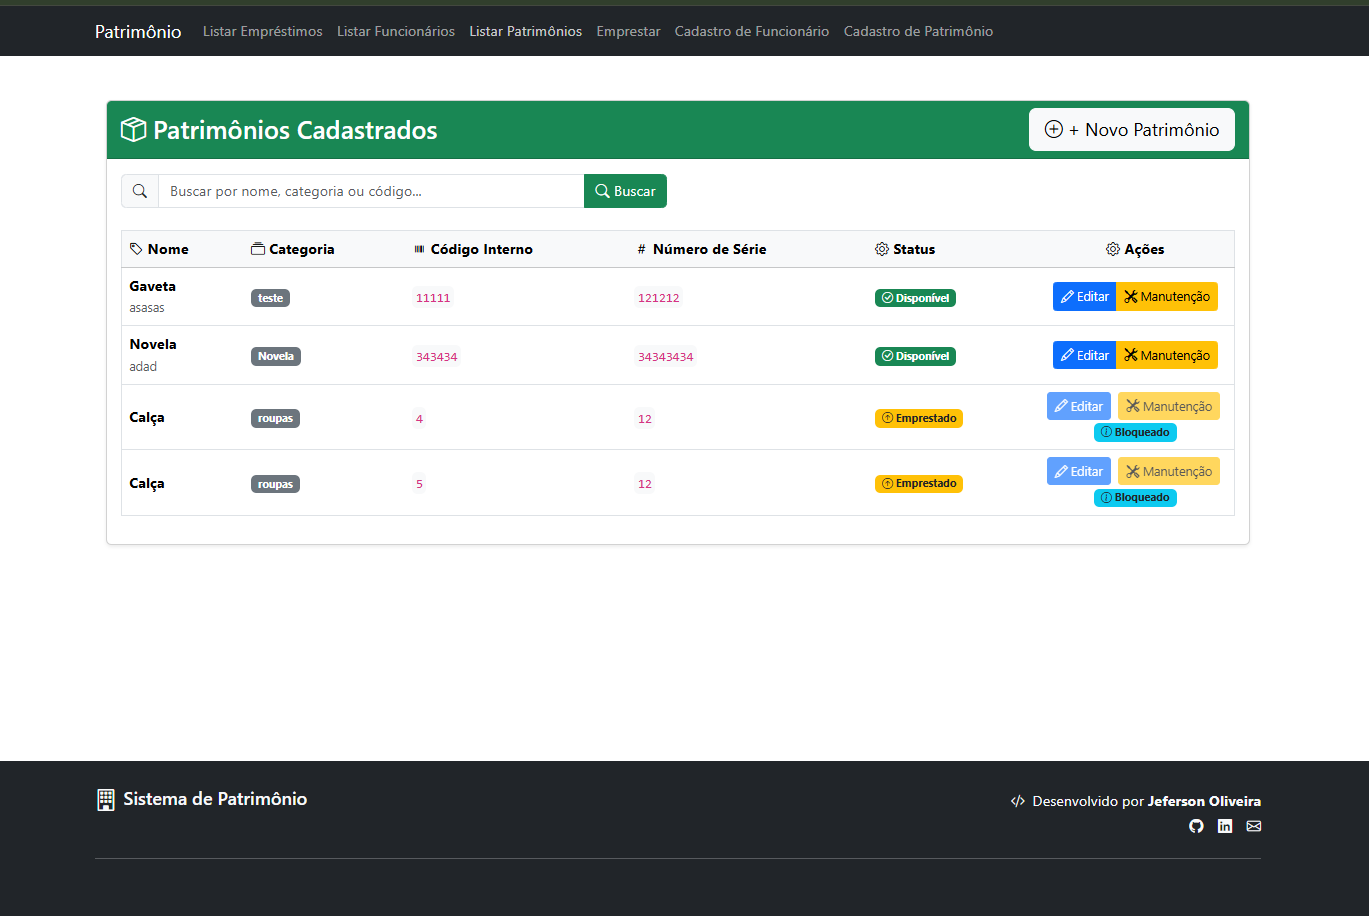 Patrimônio Listar Empréstimos Listar Funcionários Listar Patrimônios Emprestar Cadastro de Funcionário Cadastro de Patrimônio
Patrimônios Cadastrados + Novo Patrimônio
Buscar por nome, categoria ou código... Buscar
Nome Categoria Código Interno # Número de Série Status Ações
Gaveta
asasas
teste 11111 121212 Disponível Editar Manutenção
Novela
adad
Novela 343434 34343434 Disponível Editar Manutenção
Calça roupas 4 12 Emprestado Editar Manutenção
Bloqueado
Calça roupas 5 12 Emprestado Editar Manutenção
Bloqueado
Sistema de Patrimônio
Desenvolvido por Jeferson Oliveira